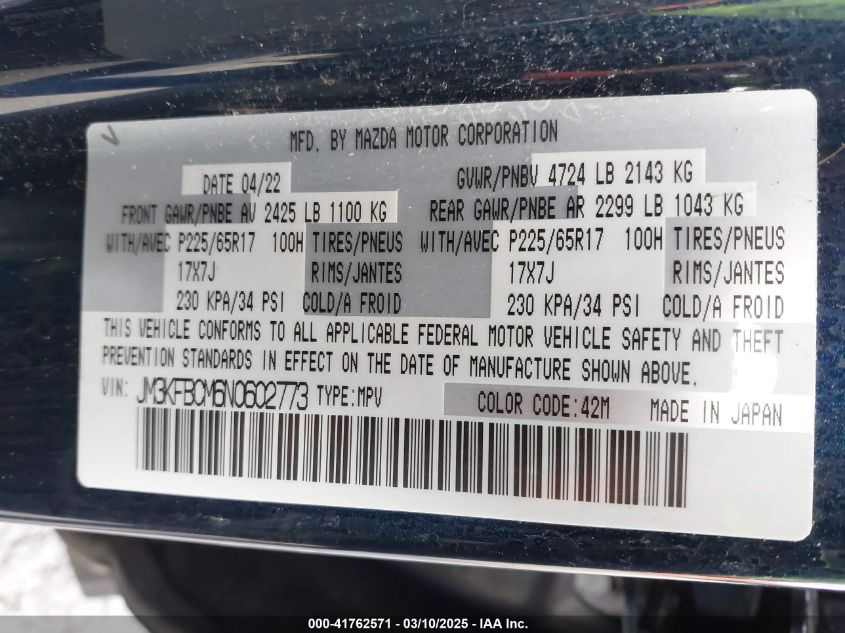 MFD. BY MAZDA MOTOR CORPORATION
DATE 04/22 GVWR/PNBV 4724 LB 2143 KG
FRONT GAWR/PNBE AV 2425 LB 1100 KG REAR GAWR/PNBE AR 2299 LB 1043 KG
WITH/AVEC P225/65R17 100H TIRES/PNEUS WITH/AVEC P225/65R17 100H TIRES/PNEUS
17X7J RIMS/JANTES 17X7J RIMS/JANTES
230 KPA/34 PSI COLD/A FROID 230 KPA/34 PSI COLD/A FROID
THIS VEHICLE CONFORMS TO ALL APPLICABLE FEDERAL MOTOR VEHICLE SAFETY AND THEFT
PREVENTION STANDARDS IN EFFECT ON THE DATE OF MANUFACTURE SHOWN ABOVE.
VIN: JM3KFBCM6N0602773 TYPE:MPV COLOR CODE:42M MADE IN JAPAN
000-41762571 - 03/10/2025 - IAA Inc.